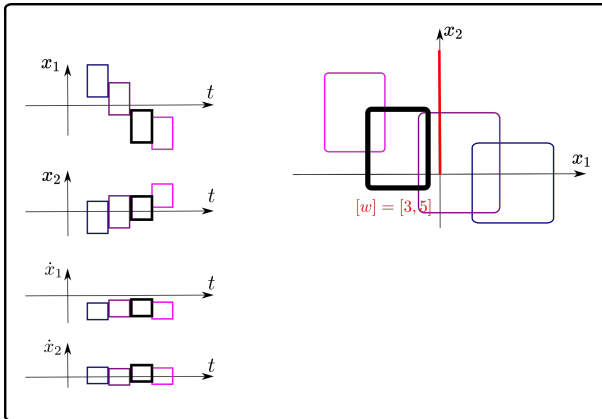 x₁
t
x₂
t
ẋ₁
t
ẋ₂
t
x₂
x₁
[w] = [3, 5]